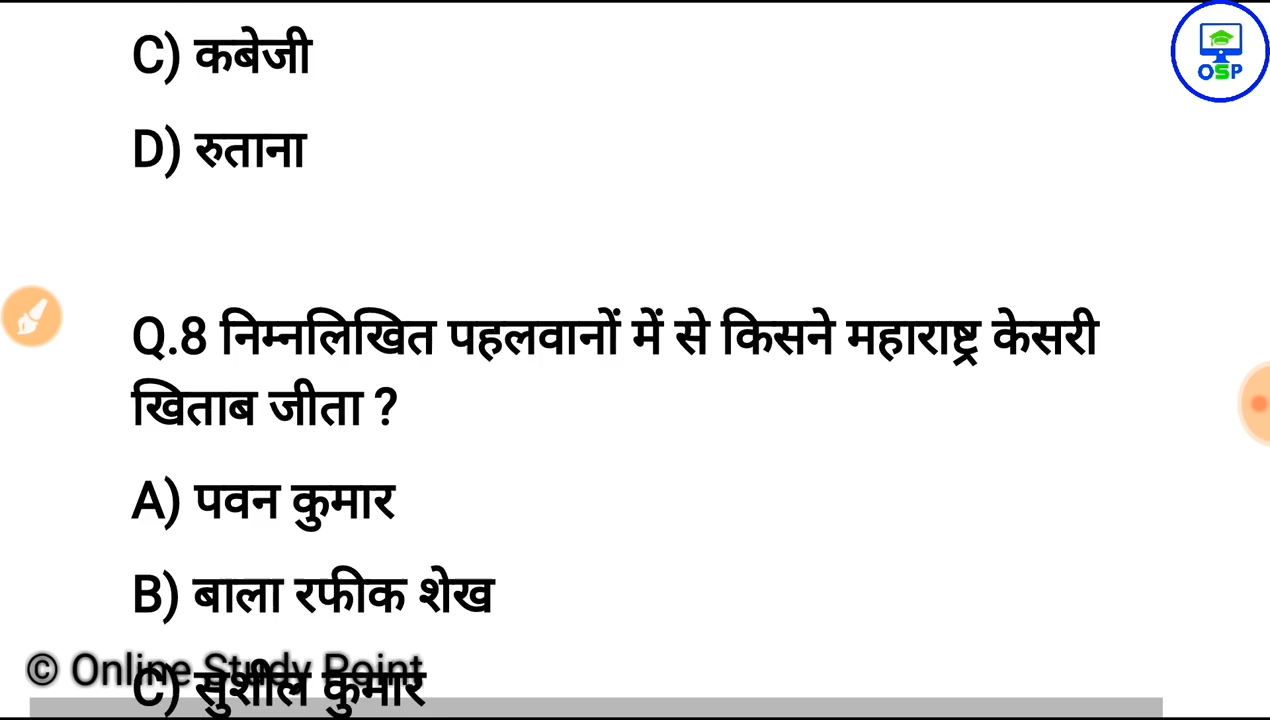 C) कबेजी
OSP
D) रुताना
Q.8 निम्नलिखित पहलवानों में से किसने महाराष्ट्र केसरी
खिताब जीता ?
A) पवन कुमार
B) बाला रफीक शेख
© Online Study Point
C) सुशील कुमार